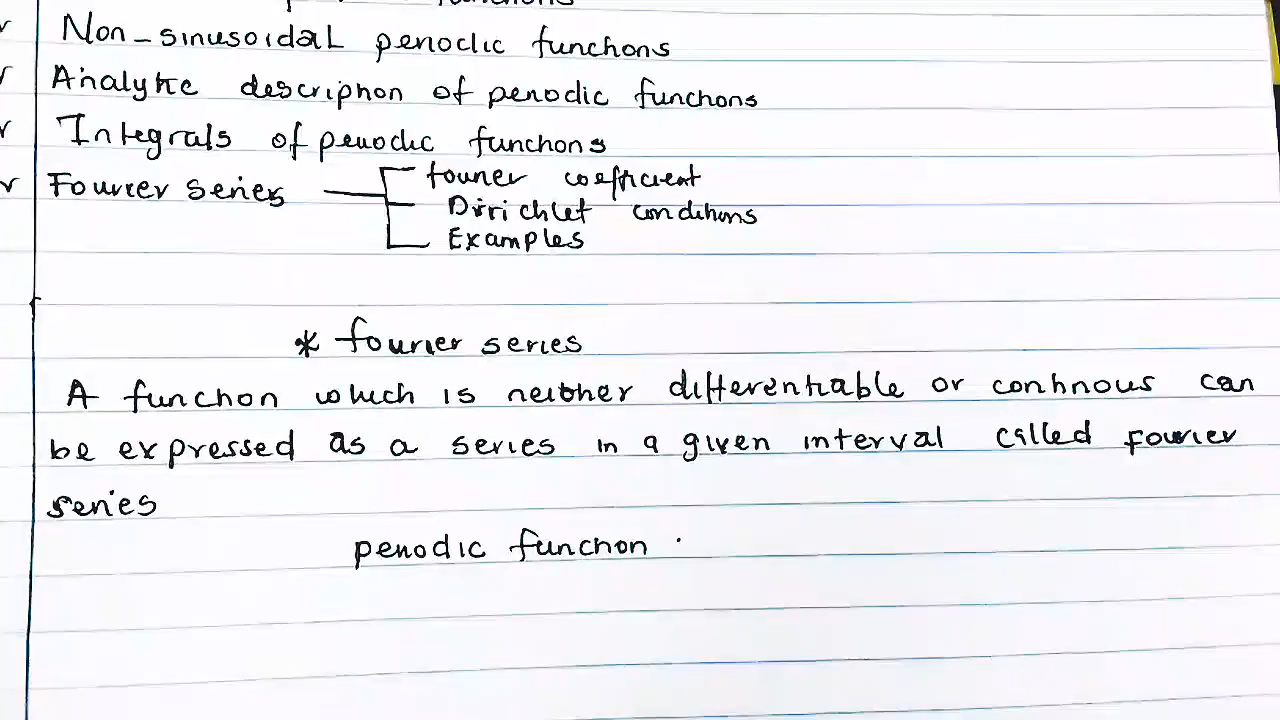 functions
Non-sinusoidal periodic functions
Analytic description of periodic functions
Integrals of periodic functions
Fourier series
fourier coefficient
Dirichlet conditions
Examples
* fourier series
A function which is neither differentiable or continous can
be expressed as a series in a given interval called fourier
series
periodic function